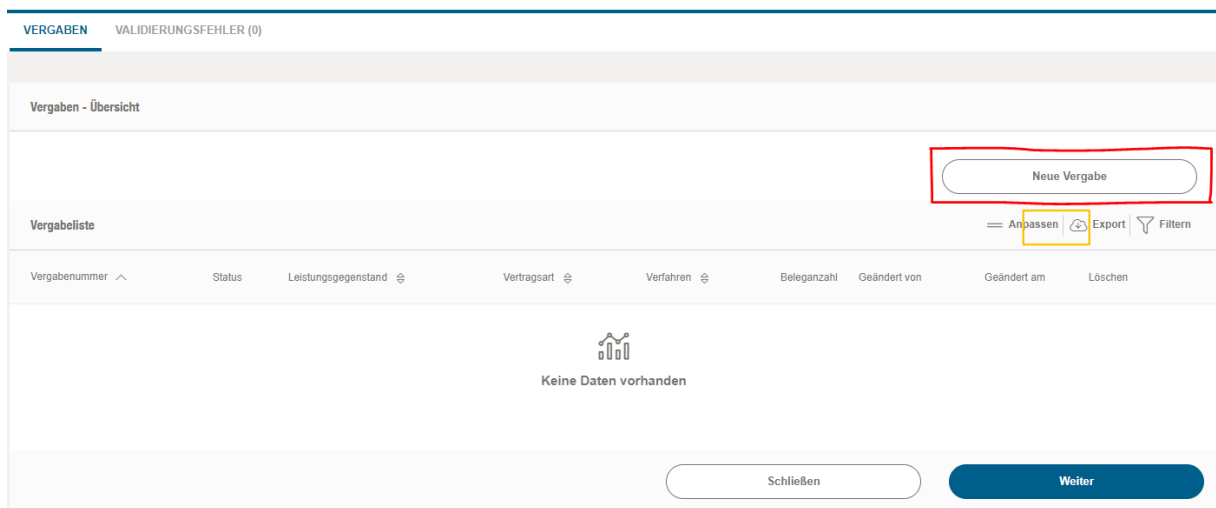 VERGABEN VALIDIERUNGSFEHLER (0)
Vergaben - Übersicht
Neue Vergabe
Vergabeliste Anpassen Export Filtern
Vergabenummer Status Leistungsgegenstand Vertragsart Verfahren Beleganzahl Geändert von Geändert am Löschen
Keine Daten vorhanden
Schließen Weiter